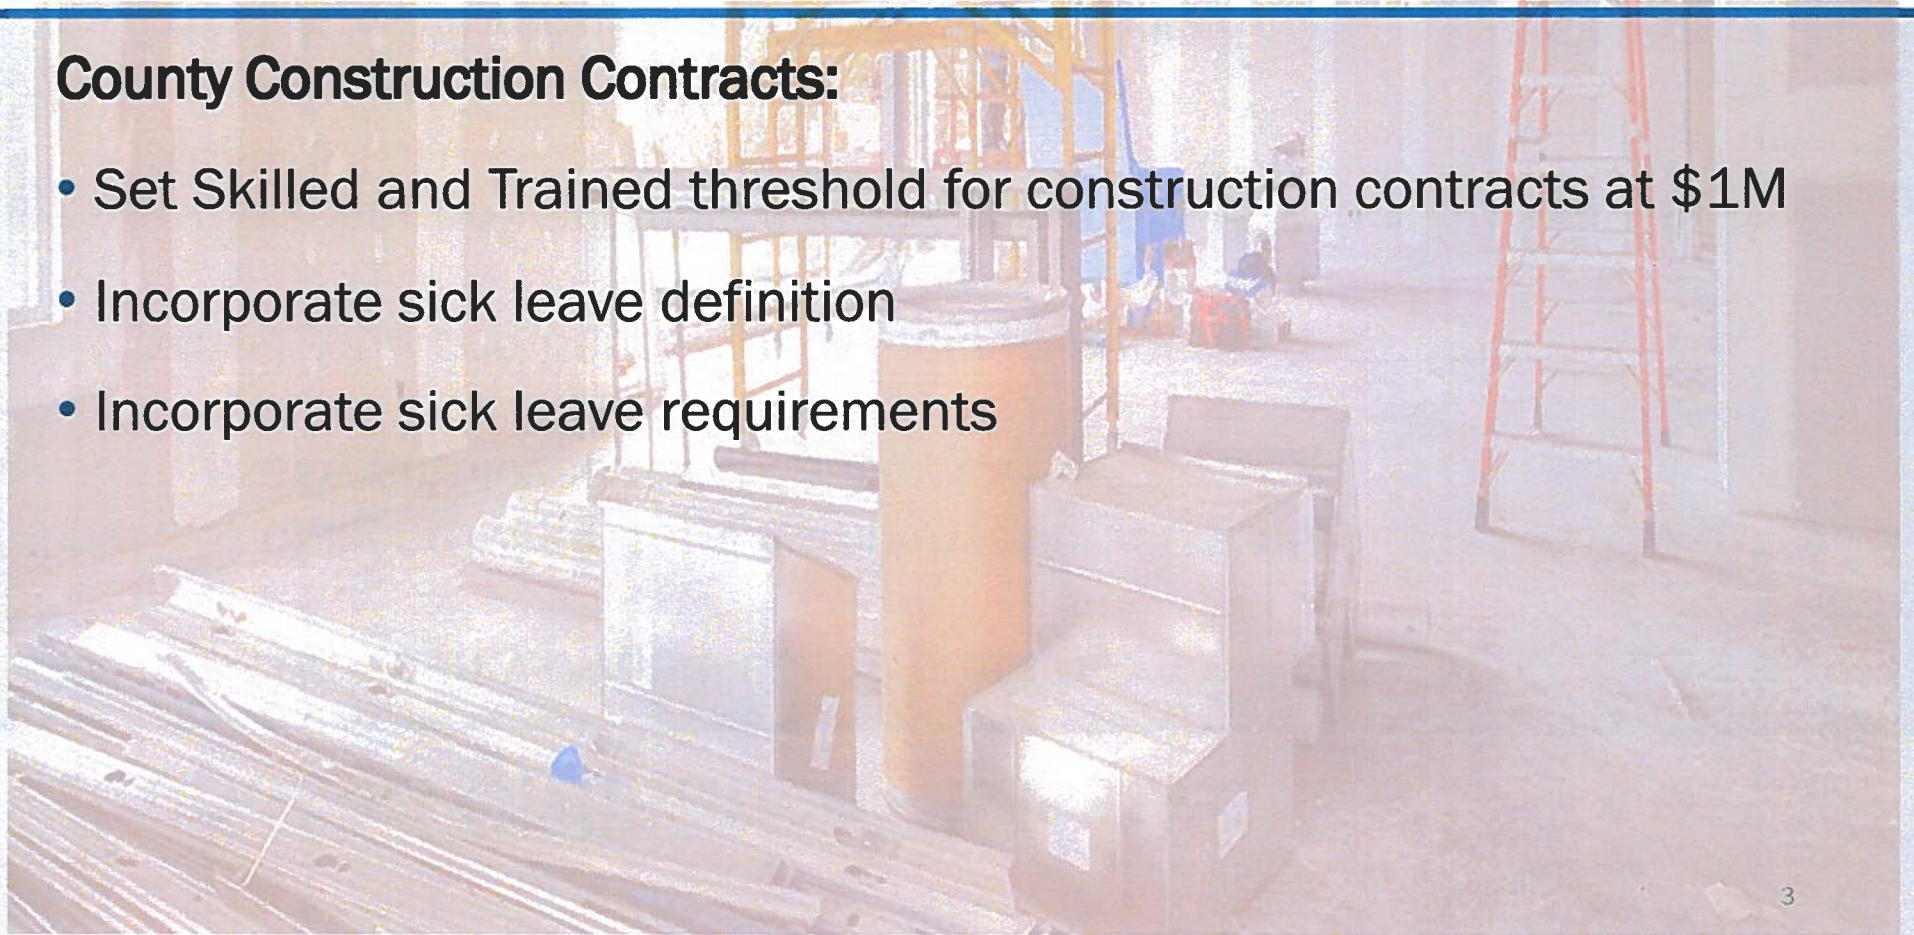 County Construction Contracts:
• Set Skilled and Trained threshold for construction contracts at $1M
• Incorporate sick leave definition
• Incorporate sick leave requirements
3